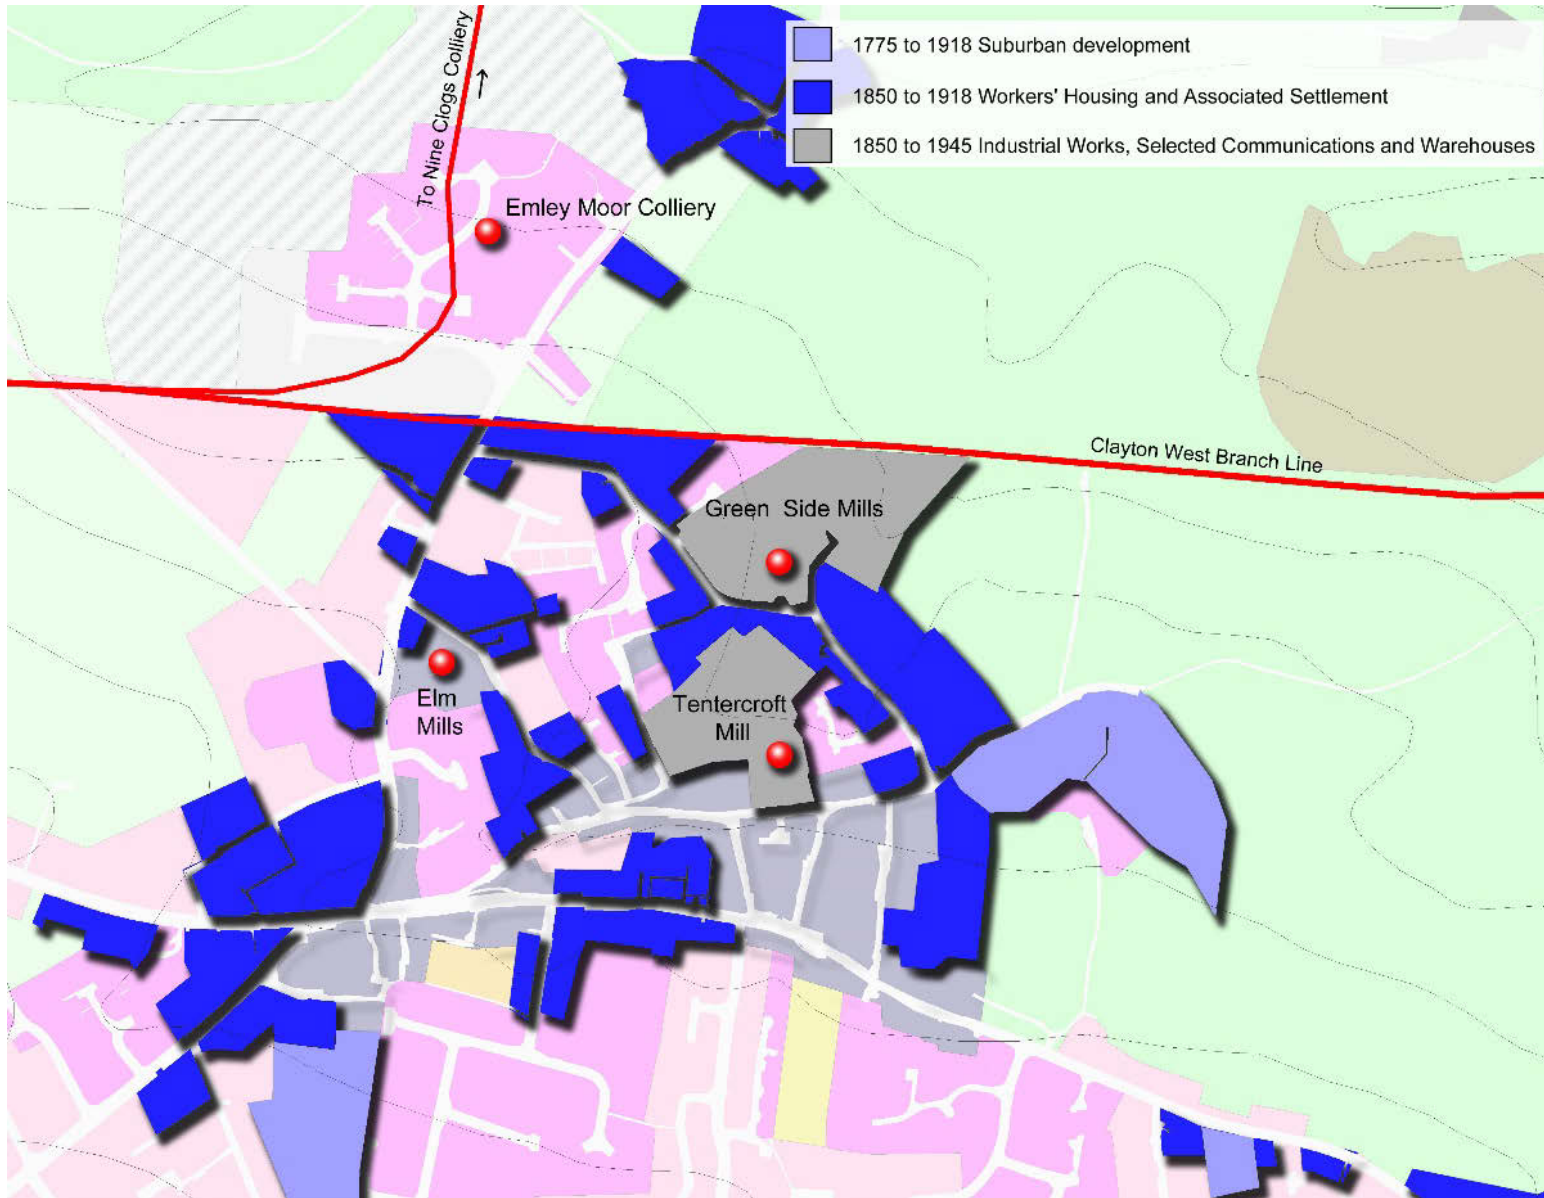 1775 to 1918 Suburban development
1850 to 1918 Workers' Housing and Associated Settlement
1850 to 1945 Industrial Works, Selected Communications and Warehouses
To Nine Clogs Colliery
Emley Moor Colliery
Clayton West Branch Line
Green Side Mills
Elm
Mills
Tentercroft
Mill